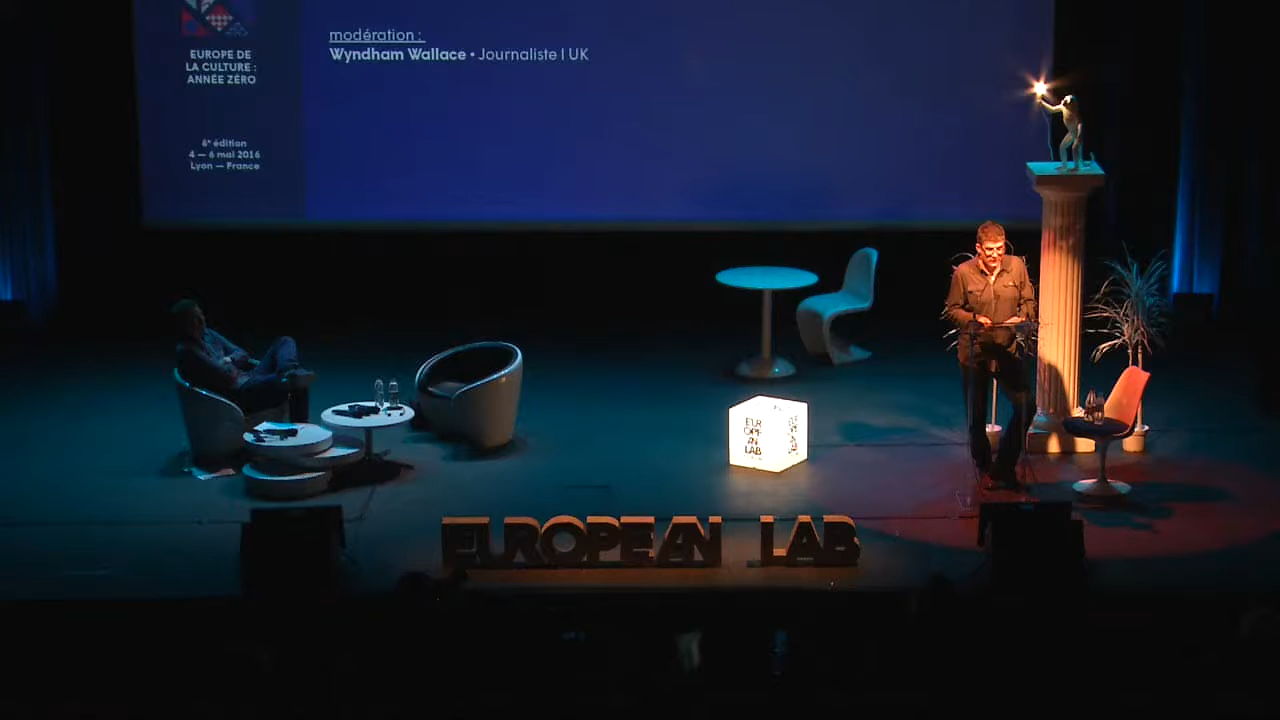 EUROPE DE
LA CULTURE :
ANNÉE ZÉRO
6e édition
4 — 6 mai 2016
Lyon — France
modération :
Wyndham Wallace • Journaliste I UK
EUR
OPE
AN
LAB
EUROPEAN LAB